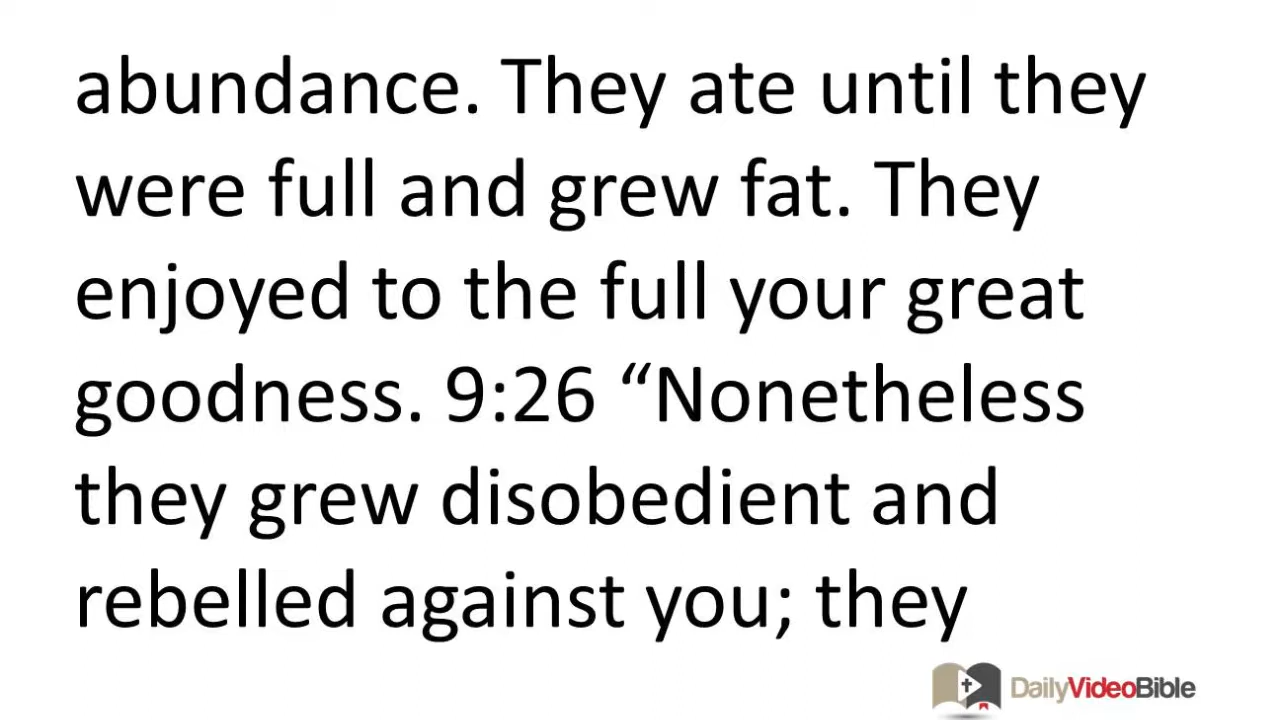 abundance. They ate until they
were full and grew fat. They
enjoyed to the full your great
goodness. 9:26 “Nonetheless
they grew disobedient and
rebelled against you; they
DailyVideoBible